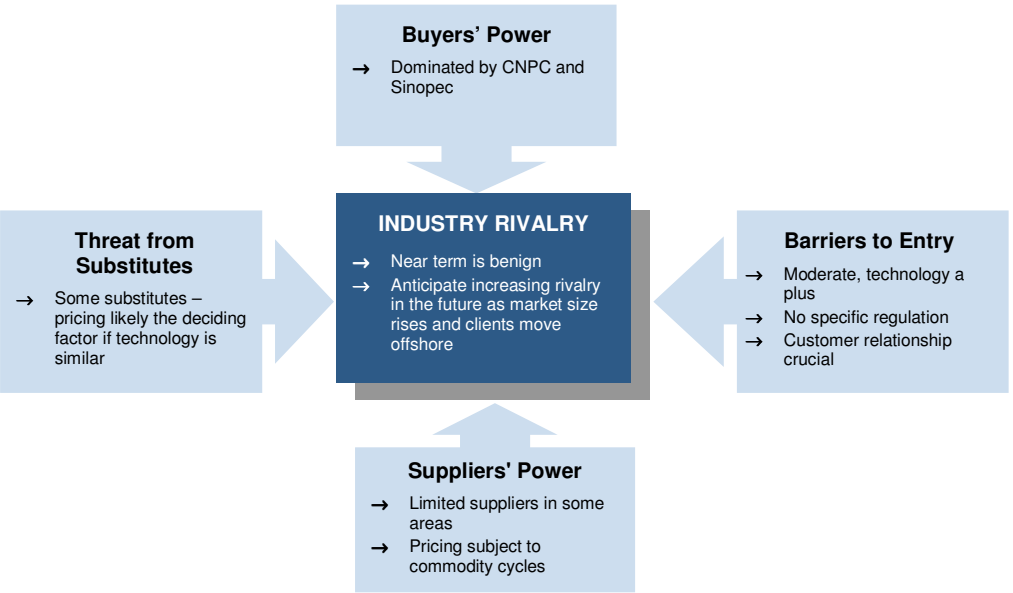 Buyers’ Power
→ Dominated by CNPC and
Sinopec
INDUSTRY RIVALRY
→ Near term is benign
→ Anticipate increasing rivalry
in the future as market size
rises and clients move
offshore
Threat from
Substitutes
→ Some substitutes –
pricing likely the deciding
factor if technology is
similar
Barriers to Entry
→ Moderate, technology a
plus
→ No specific regulation
→ Customer relationship
crucial
Suppliers' Power
→ Limited suppliers in some
areas
→ Pricing subject to
commodity cycles